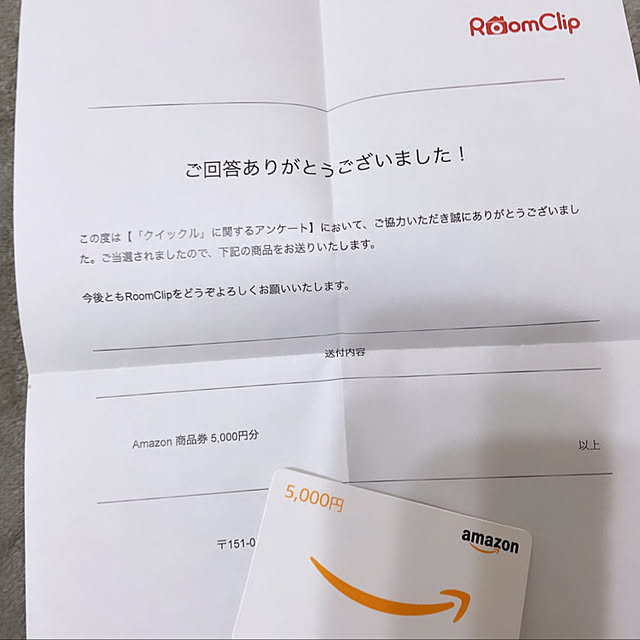 RoomClip
ご回答ありがとうございました！
この度は【「クイックル」に関するアンケート】において、ご協力いただき誠にありがとうございまし
た。ご当選されましたので、下記の商品をお送りいたします。
今後ともRoomClipをどうぞよろしくお願いいたします。
送付内容
Amazon 商品券 5,000円分
以上
〒151-0
5,000円
amazon